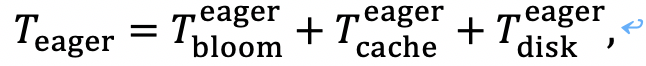 T_eager = T_bloom^eager + T_cache^eager + T_disk^eager,↵